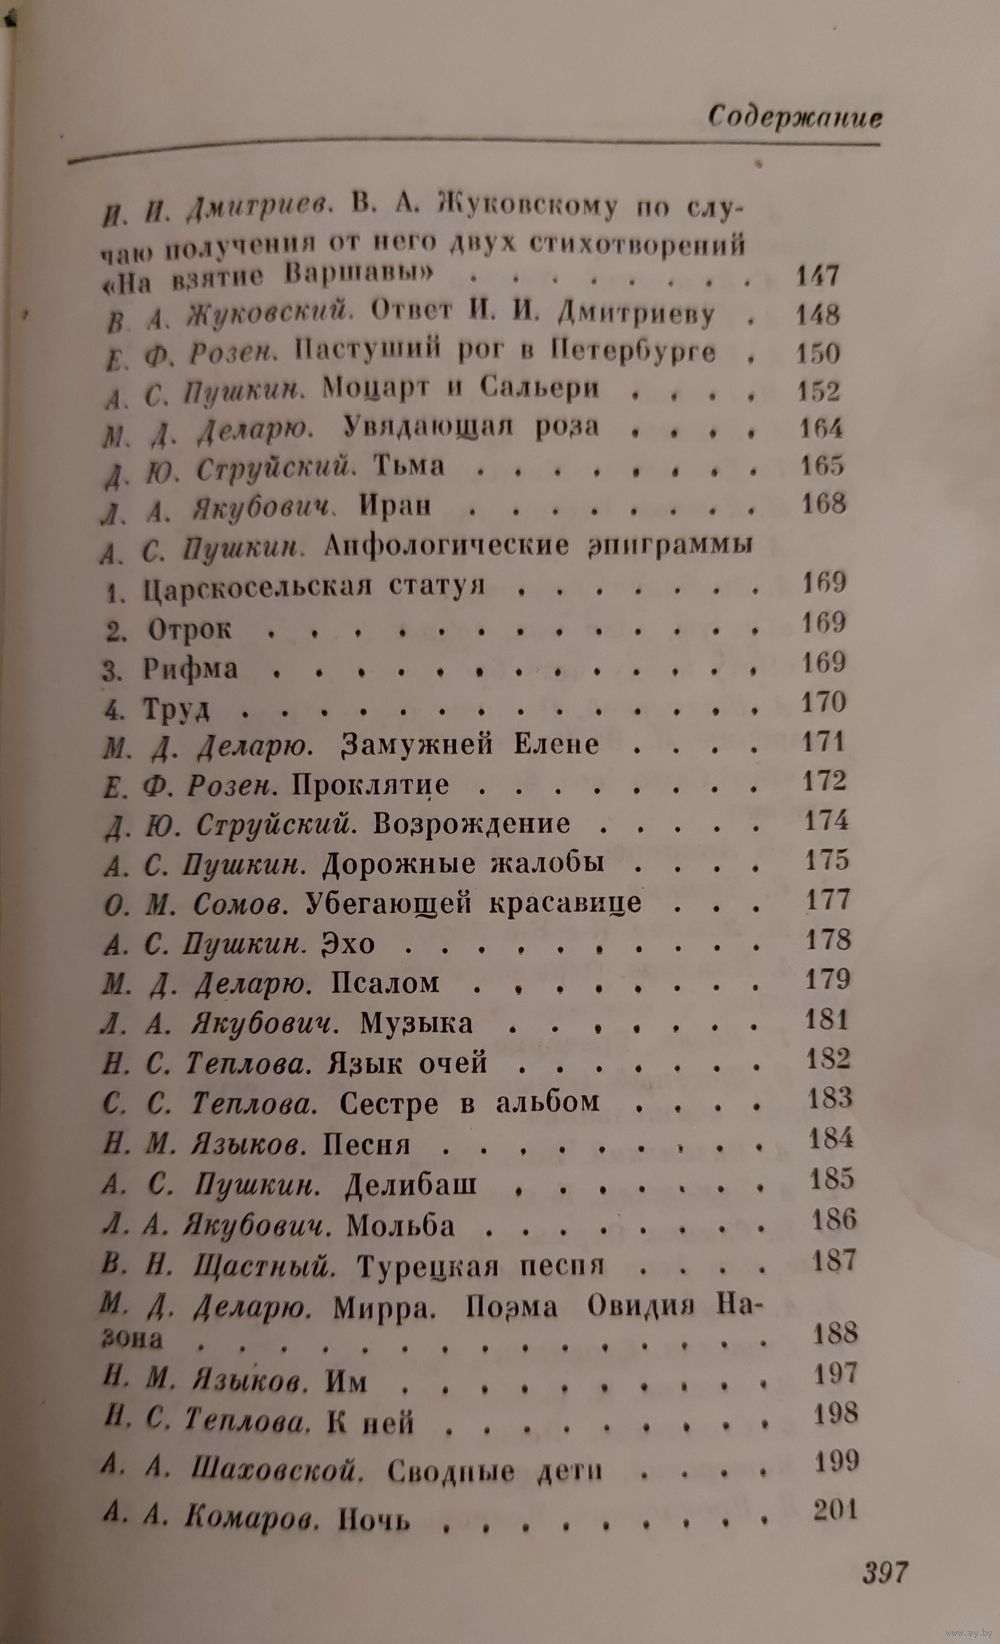 Содержание
И. И. Дмитриев. В. А. Жуковскому по слу-
чаю получения от него двух стихотворений
«На взятие Варшавы» . . . . . . . . 147
В. А. Жуковский. Ответ И. И. Дмитриеву . 148
Е. Ф. Розен. Пастуший рог в Петербурге . 150
А. С. Пушкин. Моцарт и Сальери . . . . 152
М. Д. Деларю. Увядающая роза . . . . 164
Д. Ю. Струйский. Тьма . . . . . . . . 165
Л. А. Якубович. Иран . . . . . . . . 168
А. С. Пушкин. Анфологические эпиграммы
1. Царскосельская статуя . . . . . . . 169
2. Отрок . . . . . . . . . . . . . 169
3. Рифма . . . . . . . . . . . . . 169
4. Труд . . . . . . . . . . . . . . 170
М. Д. Деларю. Замужней Елене . . . . 171
Е. Ф. Розен. Проклятие . . . . . . . . 172
Д. Ю. Струйский. Возрождение . . . . . 174
А. С. Пушкин. Дорожные жалобы . . . . 175
О. М. Сомов. Убегающей красавице . . . 177
А. С. Пушкин. Эхо . . . . . . . . . . 178
М. Д. Деларю. Псалом . . . . . . . . 179
Л. А. Якубович. Музыка . . . . . . . 181
Н. С. Теплова. Язык очей . . . . . . . 182
С. С. Теплова. Сестре в альбом . . . . 183
Н. М. Языков. Песня . . . . . . . . . 184
А. С. Пушкин. Делибаш . . . . . . . 185
Л. А. Якубович. Мольба . . . . . . . . 186
В. Н. Щастный. Турецкая песня . . . . 187
М. Д. Деларю. Мирра. Поэма Овидия На-
зона . . . . . . . . . . . . . . . 188
Н. М. Языков. Им . . . . . . . . . . 197
Н. С. Теплова. К ней . . . . . . . . . 198
А. А. Шаховской. Сводные дети . . . . 199
А. А. Комаров. Ночь . . . . . . . . . 201
397
www.ay.by